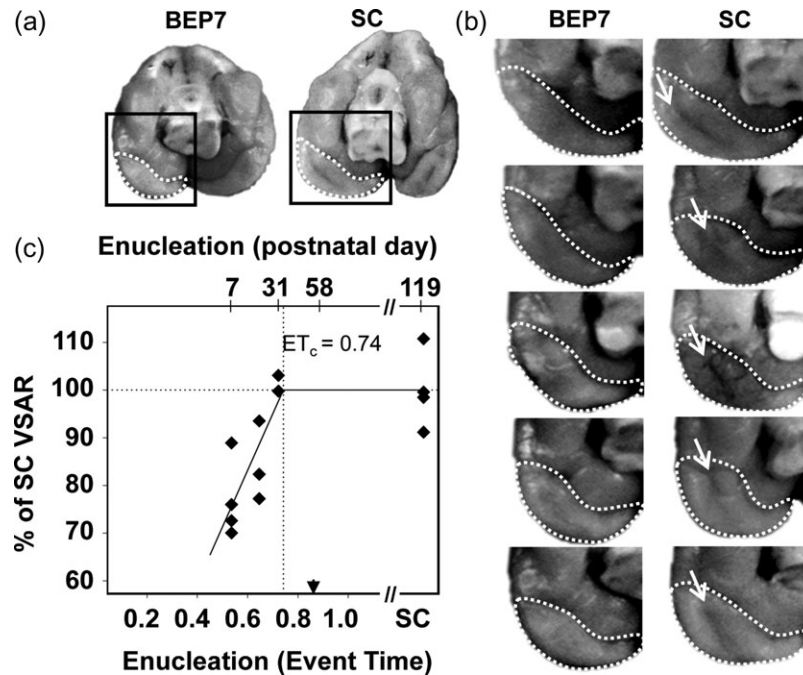 (a)
BEP7
SC
(b)
BEP7
SC
(c)
Enucleation (postnatal day)
7
31
58
119
//
ET_c = 0.74
% of SC VSAR
110
100
90
80
70
60
//
0.2
0.4
0.6
0.8
1.0
SC
Enucleation (Event Time)